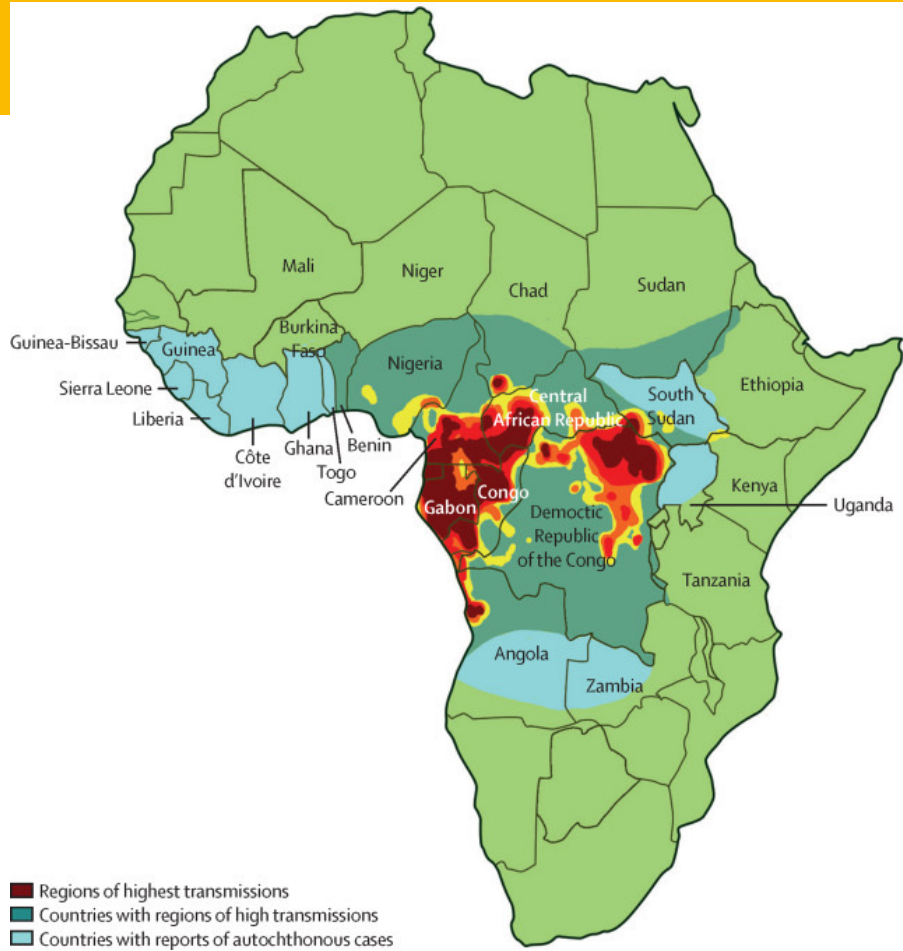 Mali
Niger
Chad
Sudan
Burkina
Faso
Guinea-Bissau
Guinea
Nigeria
Ethiopia
Sierra Leone
Central
African Republic
South
Sudan
Liberia
Côte
d'Ivoire
Ghana
Togo
Benin
Cameroon
Congo
Gabon
Kenya
Uganda
Democtic
Republic
of the Congo
Tanzania
Angola
Zambia
Regions of highest transmissions
Countries with regions of high transmissions
Countries with reports of autochthonous cases